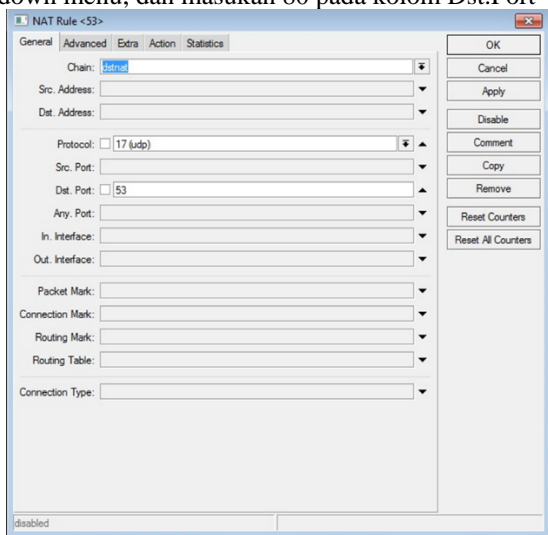 down menu, dan masukan 80 pada kolom Dst.Port
NAT Rule <53>
General Advanced Extra Action Statistics
Chain: dstnat
Src. Address:
Dst. Address:
Protocol: 17 (udp)
Src. Port:
Dst. Port: 53
Any. Port:
In. Interface:
Out. Interface:
Packet Mark:
Connection Mark:
Routing Mark:
Routing Table:
Connection Type:
OK
Cancel
Apply
Disable
Comment
Copy
Remove
Reset Counters
Reset All Counters
disabled